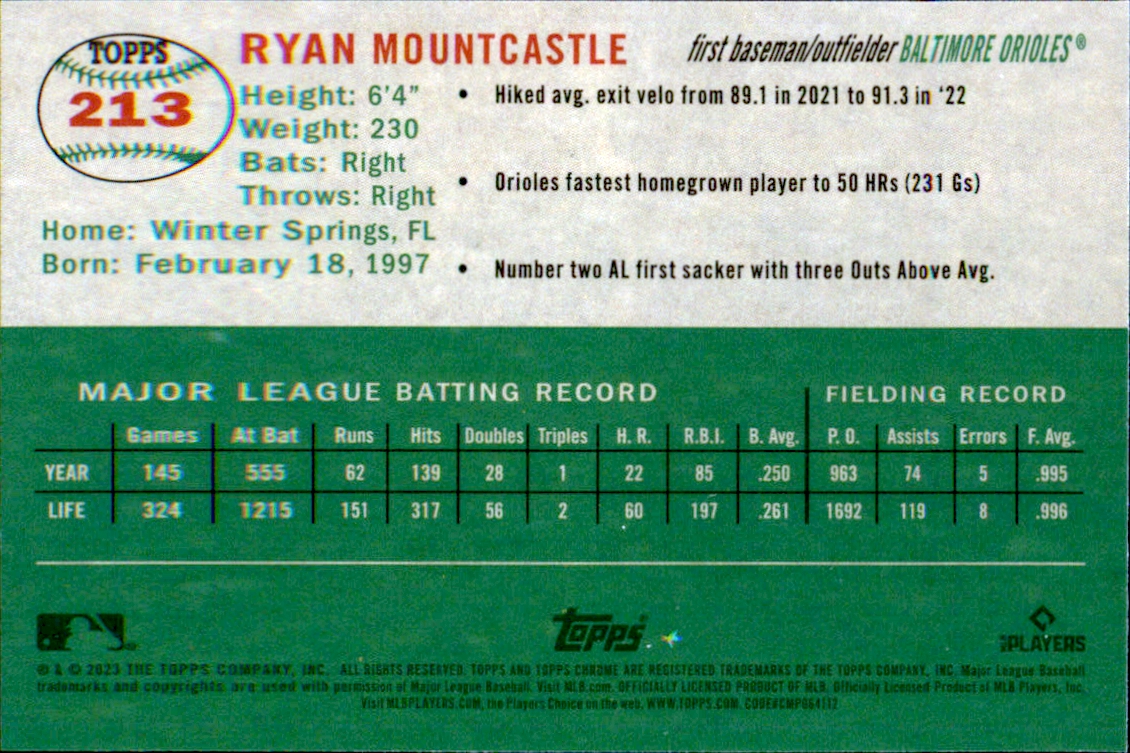 TOPPS
213
RYAN MOUNTCASTLE
first baseman/outfielder BALTIMORE ORIOLES®
Height: 6'4"
Weight: 230
Bats: Right
Throws: Right
Home: Winter Springs, FL
Born: February 18, 1997
• Hiked avg. exit velo from 89.1 in 2021 to 91.3 in '22
• Orioles fastest homegrown player to 50 HRs (231 Gs)
• Number two AL first sacker with three Outs Above Avg.
MAJOR LEAGUE BATTING RECORD FIELDING RECORD
Games At Bat Runs Hits Doubles Triples H. R. R.B.I. B. Avg. P. O. Assists Errors F. Avg.
YEAR 145 555 62 139 28 1 22 85 .250 963 74 5 .995
LIFE 324 1215 151 317 56 2 60 197 .261 1692 119 8 .996
topps
MLB PLAYERS
® & © 2023 THE TOPPS COMPANY, INC. ALL RIGHTS RESERVED. TOPPS AND TOPPS CHROME ARE REGISTERED TRADEMARKS OF THE TOPPS COMPANY, INC. Major League Baseball
trademarks and copyrights are used with permission of Major League Baseball. Visit MLB.com. OFFICIALLY LICENSED PRODUCT OF MLB. Officially Licensed Product of MLB Players, Inc.
Visit MLBPLAYERS.COM, the Players Choice on the web. WWW.TOPPS.COM. CODE#CMPG64112